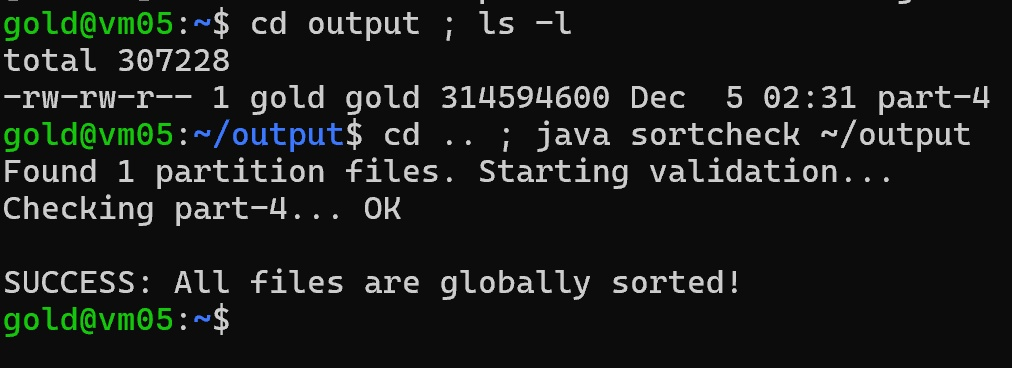 gold@vm05:~$ cd output ; ls -l
total 307228
-rw-rw-r-- 1 gold gold 314594600 Dec  5 02:31 part-4
gold@vm05:~/output$ cd .. ; java sortcheck ~/output
Found 1 partition files. Starting validation...
Checking part-4... OK

SUCCESS: All files are globally sorted!
gold@vm05:~$